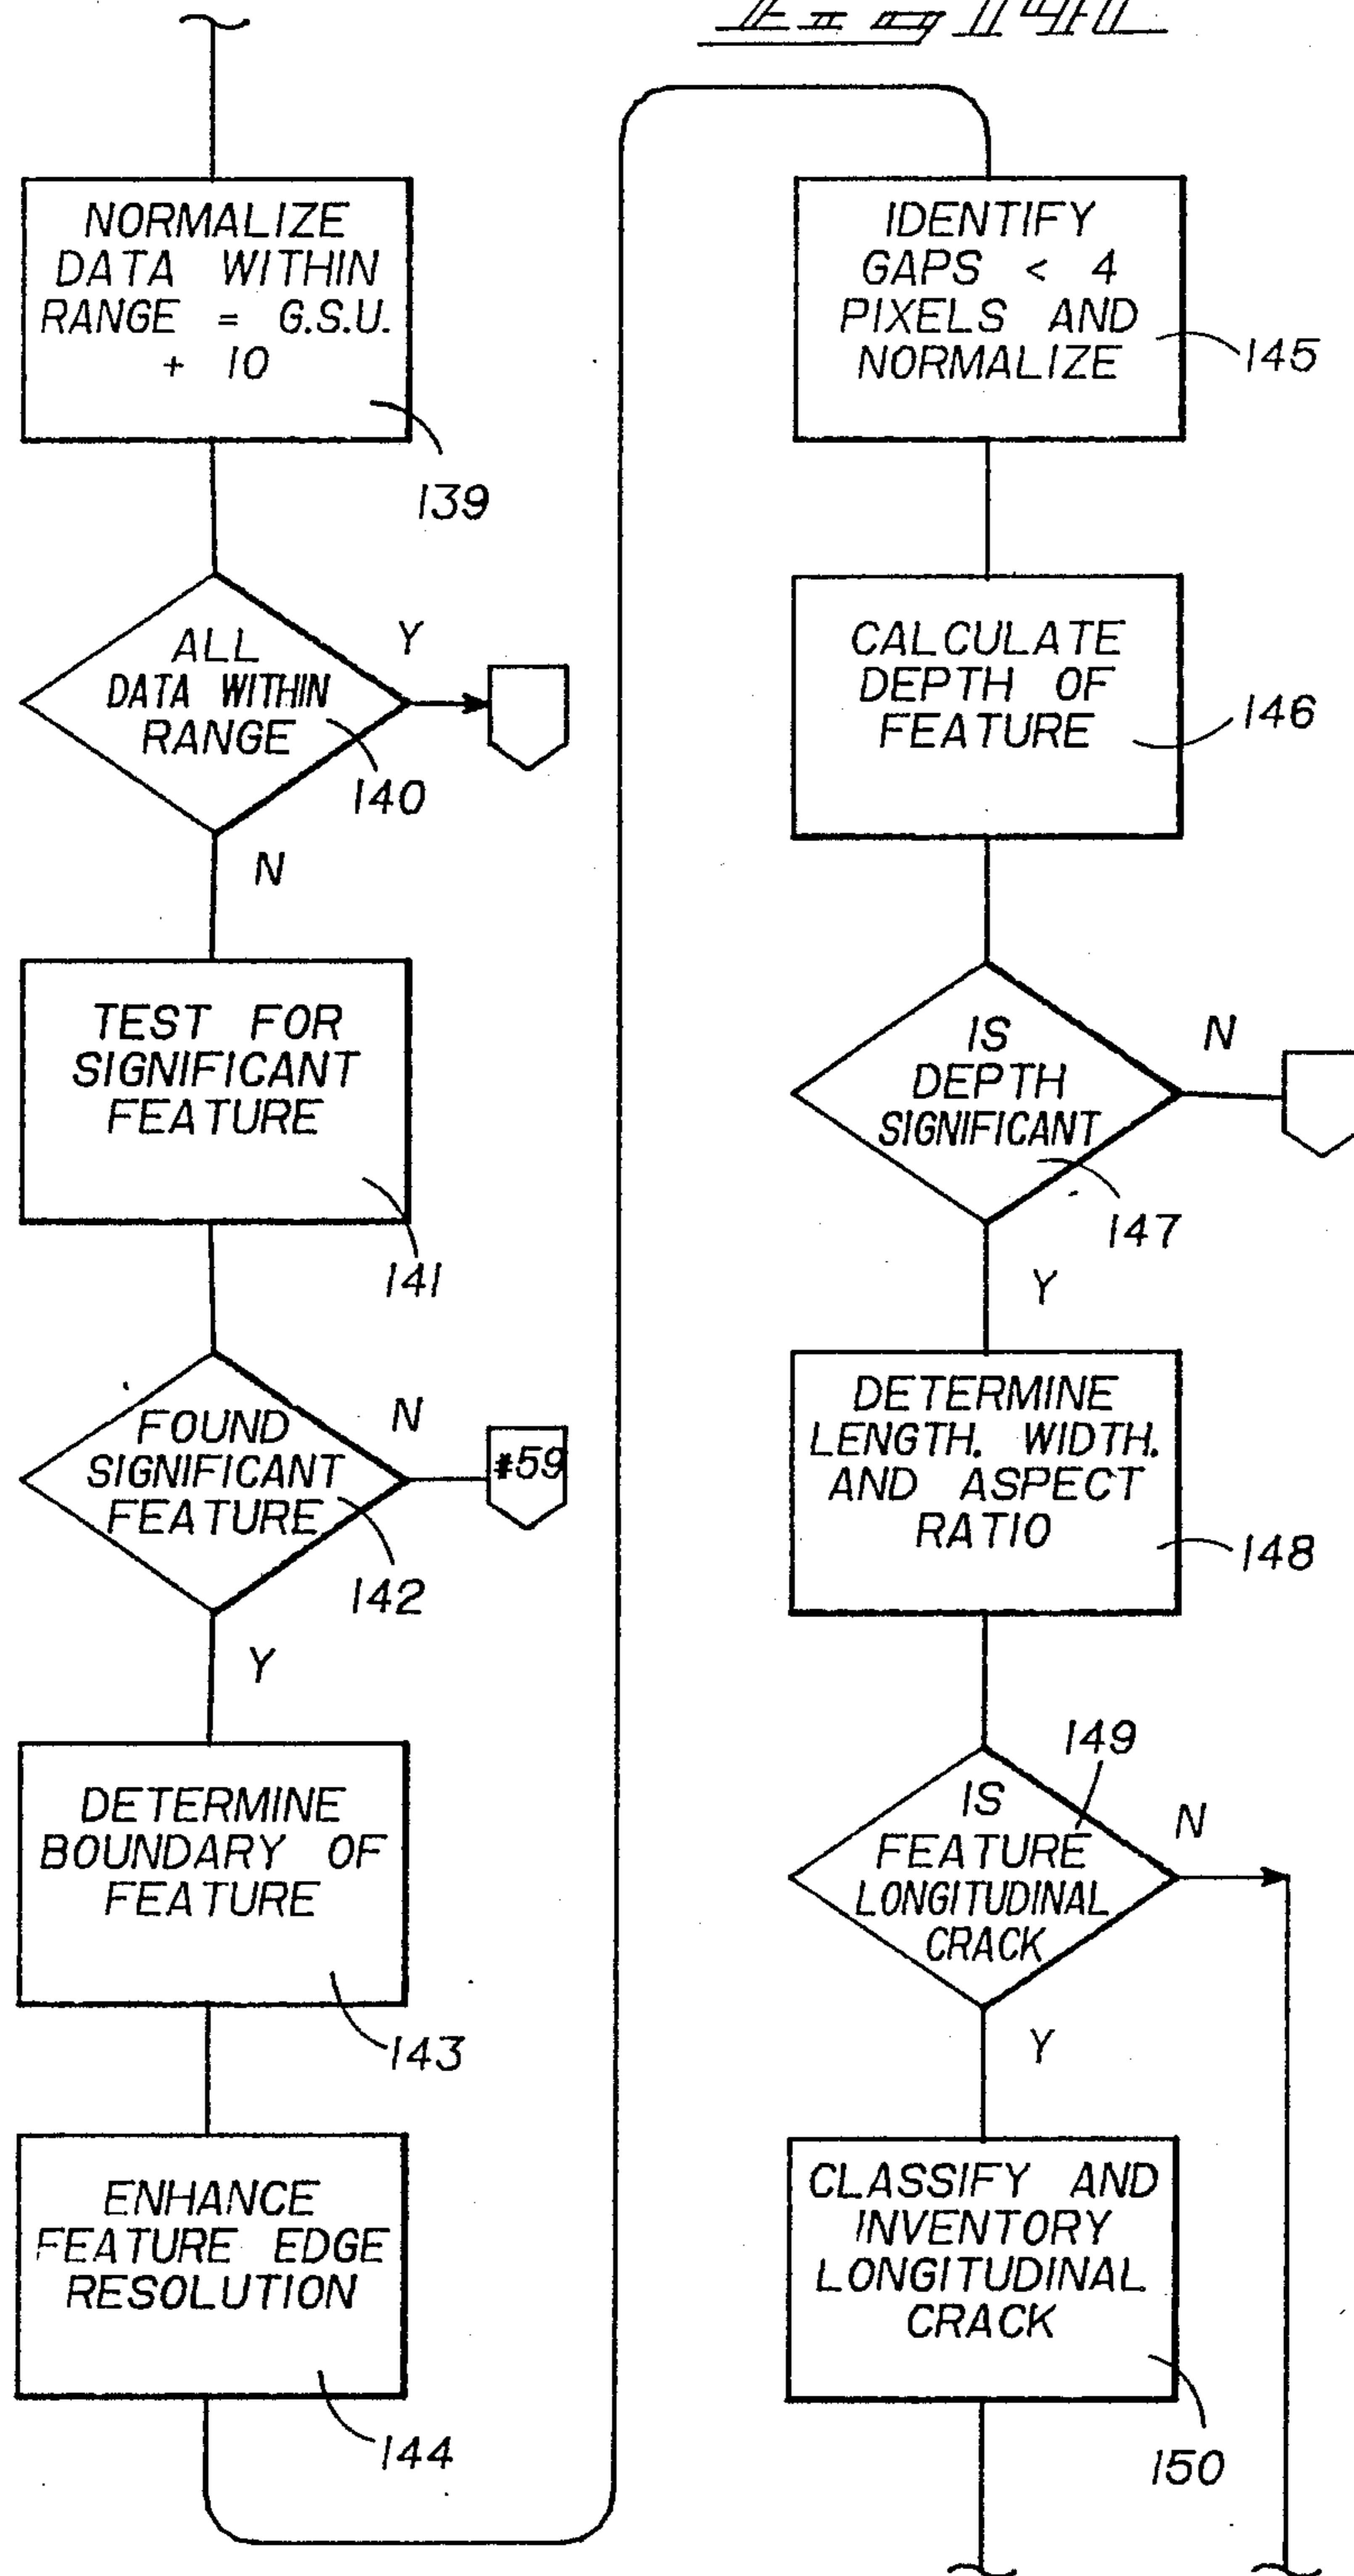 NORMALIZE
DATA WITHIN
RANGE = G.S.U.
+ 10
139
ALL
DATA WITHIN
RANGE
Y
140
N
TEST FOR
SIGNIFICANT
FEATURE
141
FOUND
SIGNIFICANT
FEATURE
N
#59
142
Y
DETERMINE
BOUNDARY OF
FEATURE
143
ENHANCE
FEATURE EDGE
RESOLUTION
144
IDENTIFY
GAPS < 4
PIXELS AND
NORMALIZE
145
CALCULATE
DEPTH OF
FEATURE
146
IS
DEPTH
SIGNIFICANT
N
147
Y
DETERMINE
LENGTH. WIDTH.
AND ASPECT
RATIO
148
149
IS
FEATURE
LONGITUDINAL
CRACK
N
Y
CLASSIFY AND
INVENTORY
LONGITUDINAL
CRACK
150